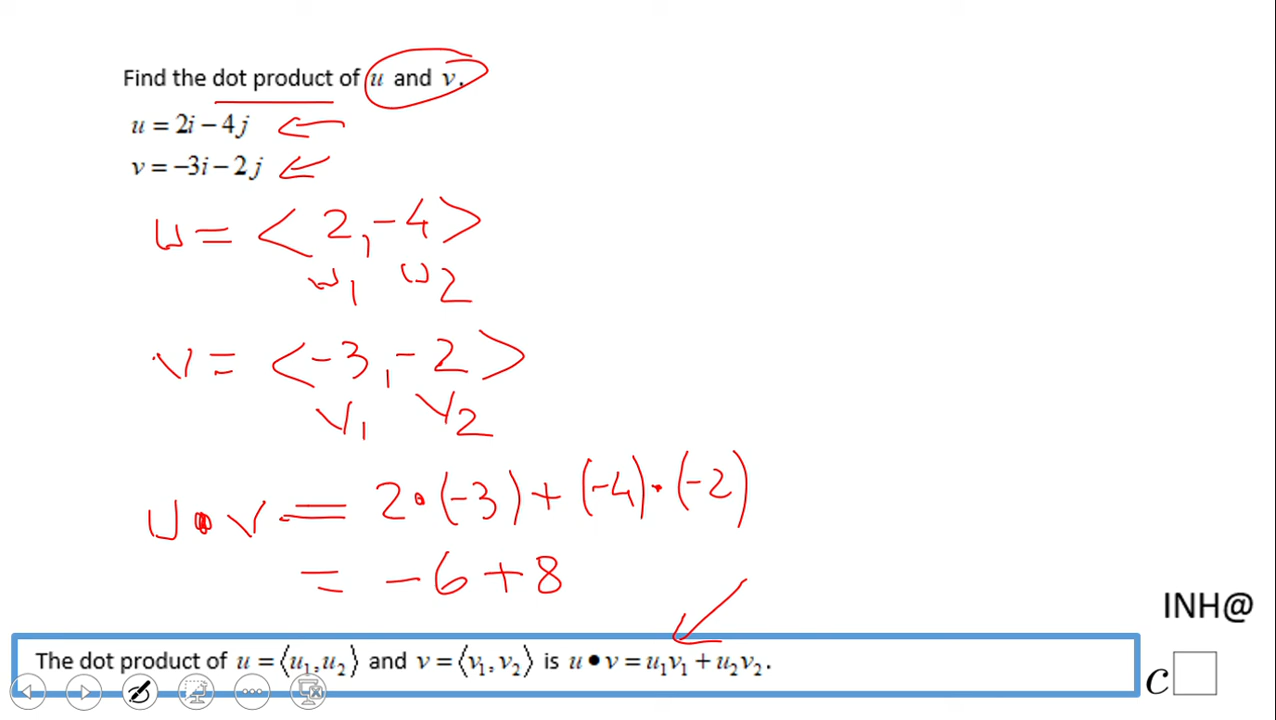 Find the dot product of u and v.
u = 2i − 4j
v = −3i − 2j
u = < 2, −4 >
u1 u2
v = < −3, −2 >
v1 v2
u • v = 2 • (−3) + (−4) • (−2)
= −6 + 8
INH@
The dot product of u = ⟨u₁, u₂⟩ and v = ⟨v₁, v₂⟩ is u • v = u₁v₁ + u₂v₂.
c